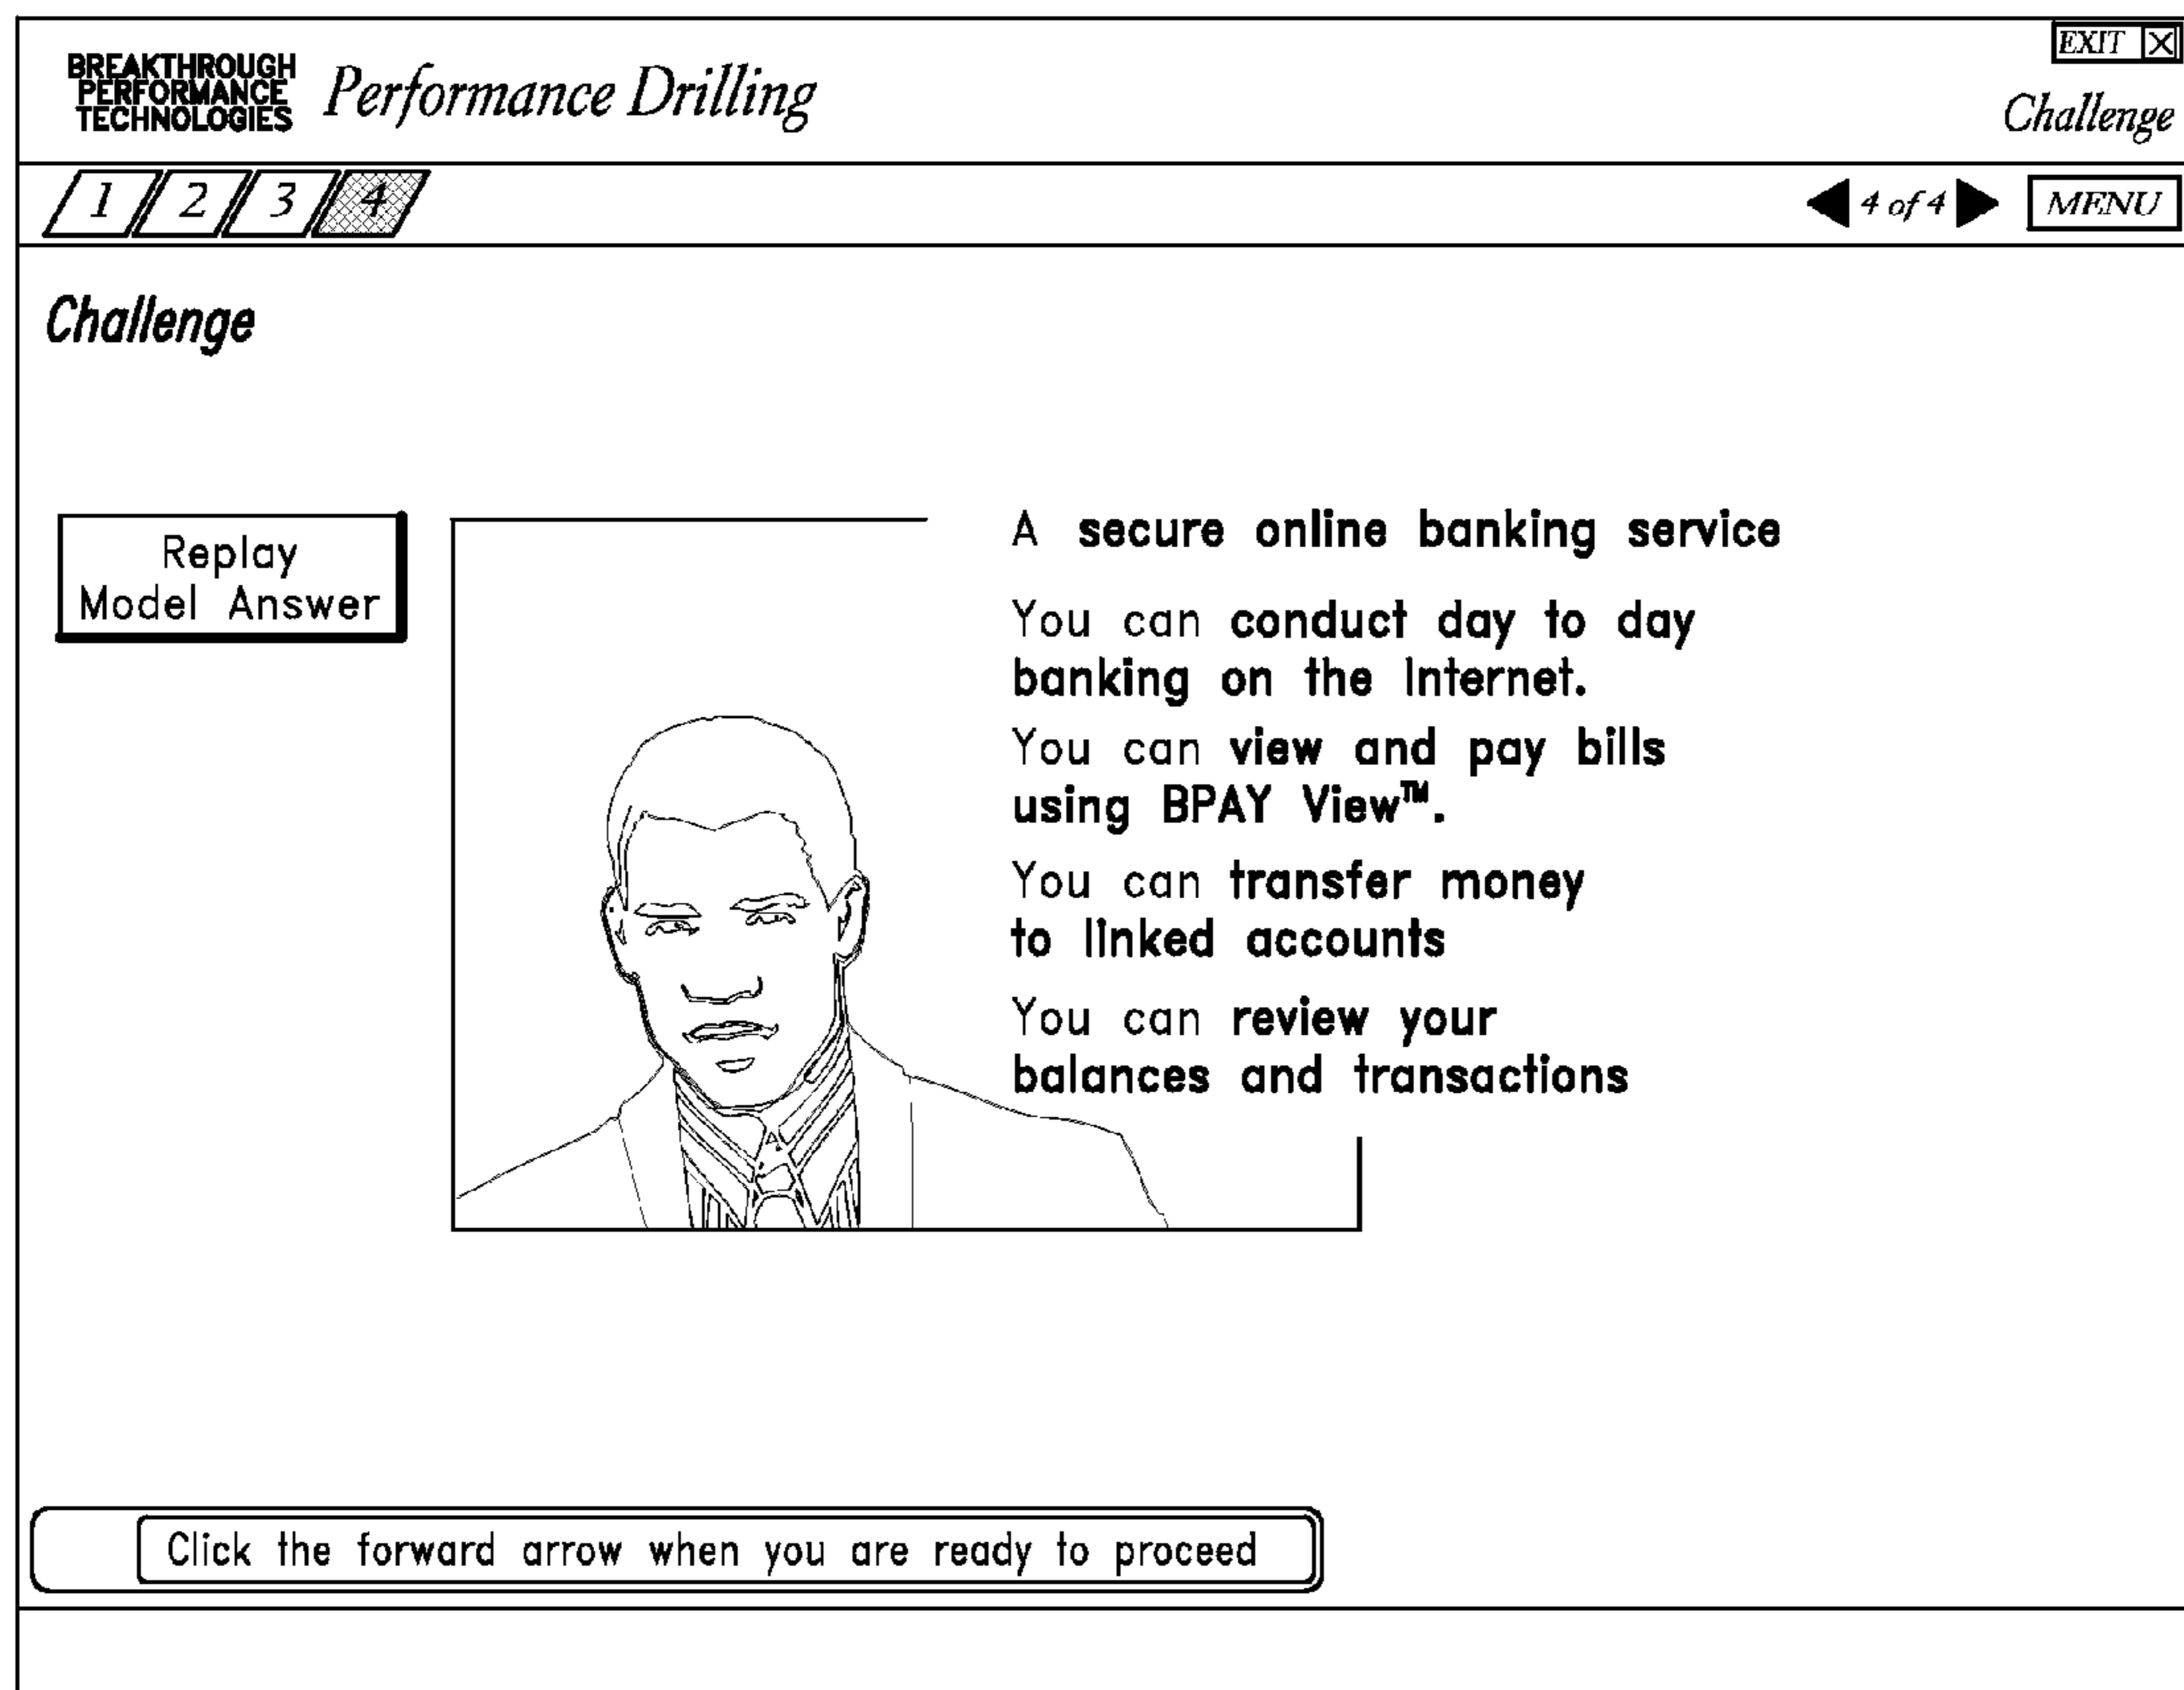 EXIT X
BREAKTHROUGH
PERFORMANCE
TECHNOLOGIES
Performance Drilling
Challenge
1 2 3 4
4 of 4
MENU
Challenge
Replay
Model Answer
A secure online banking service
You can conduct day to day
banking on the Internet.
You can view and pay bills
using BPAY View™.
You can transfer money
to linked accounts
You can review your
balances and transactions
Click the forward arrow when you are ready to proceed